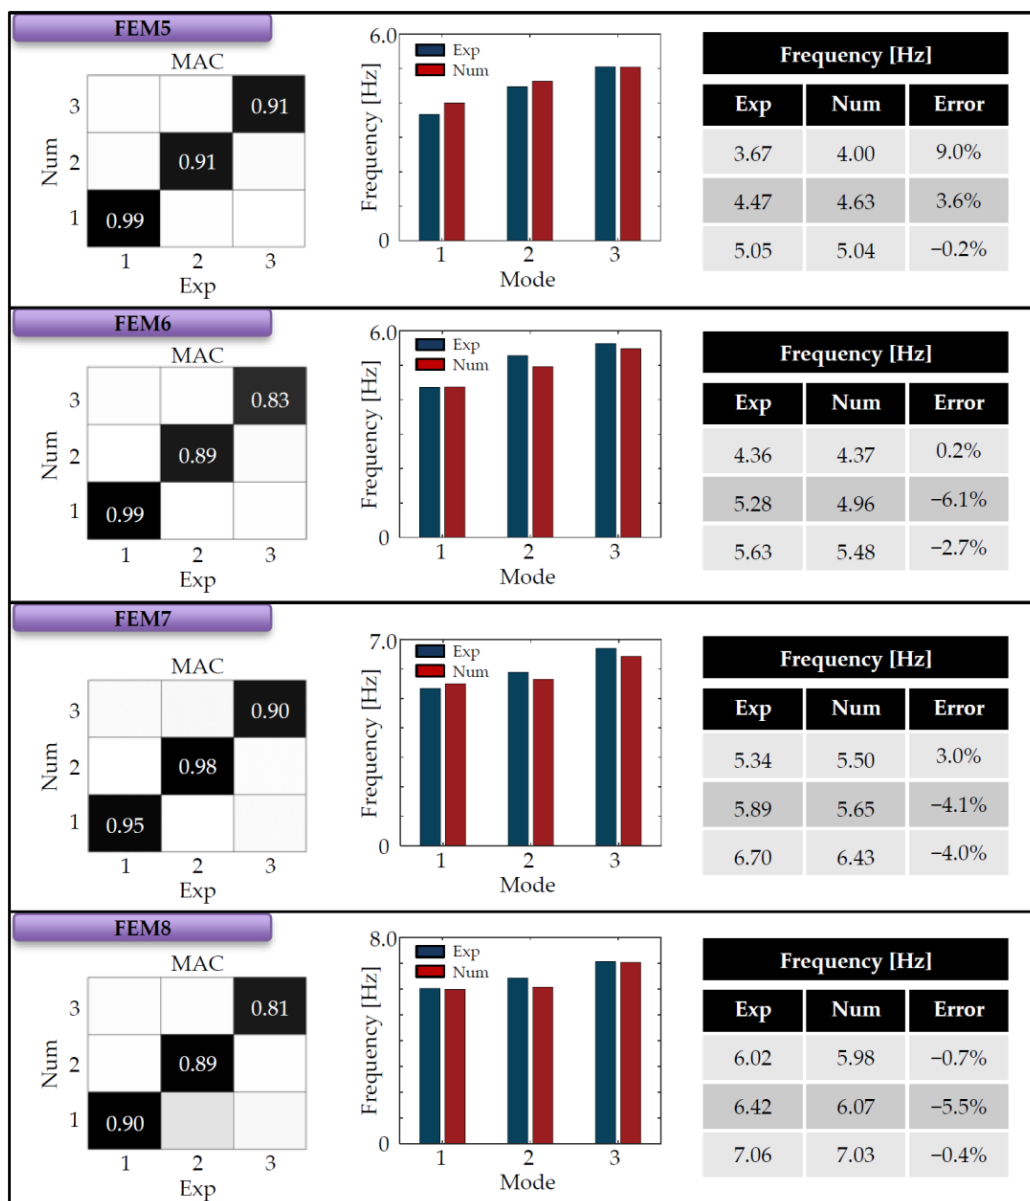 FEM5
MAC
3
0.91
2
0.91
1
0.99
Num
1 2 3
Exp
6.0
Exp
Num
Frequency [Hz]
0
1 2 3
Mode
Frequency [Hz]
Exp Num Error
3.67 4.00 9.0%
4.47 4.63 3.6%
5.05 5.04 −0.2%
FEM6
MAC
3
0.83
2
0.89
1
0.99
Num
1 2 3
Exp
6.0
Exp
Num
Frequency [Hz]
0
1 2 3
Mode
Frequency [Hz]
Exp Num Error
4.36 4.37 0.2%
5.28 4.96 −6.1%
5.63 5.48 −2.7%
FEM7
MAC
3
0.90
2
0.98
1
0.95
Num
1 2 3
Exp
7.0
Exp
Num
Frequency [Hz]
0
1 2 3
Mode
Frequency [Hz]
Exp Num Error
5.34 5.50 3.0%
5.89 5.65 −4.1%
6.70 6.43 −4.0%
FEM8
MAC
3
0.81
2
0.89
1
0.90
Num
1 2 3
Exp
8.0
Exp
Num
Frequency [Hz]
0
1 2 3
Mode
Frequency [Hz]
Exp Num Error
6.02 5.98 −0.7%
6.42 6.07 −5.5%
7.06 7.03 −0.4%